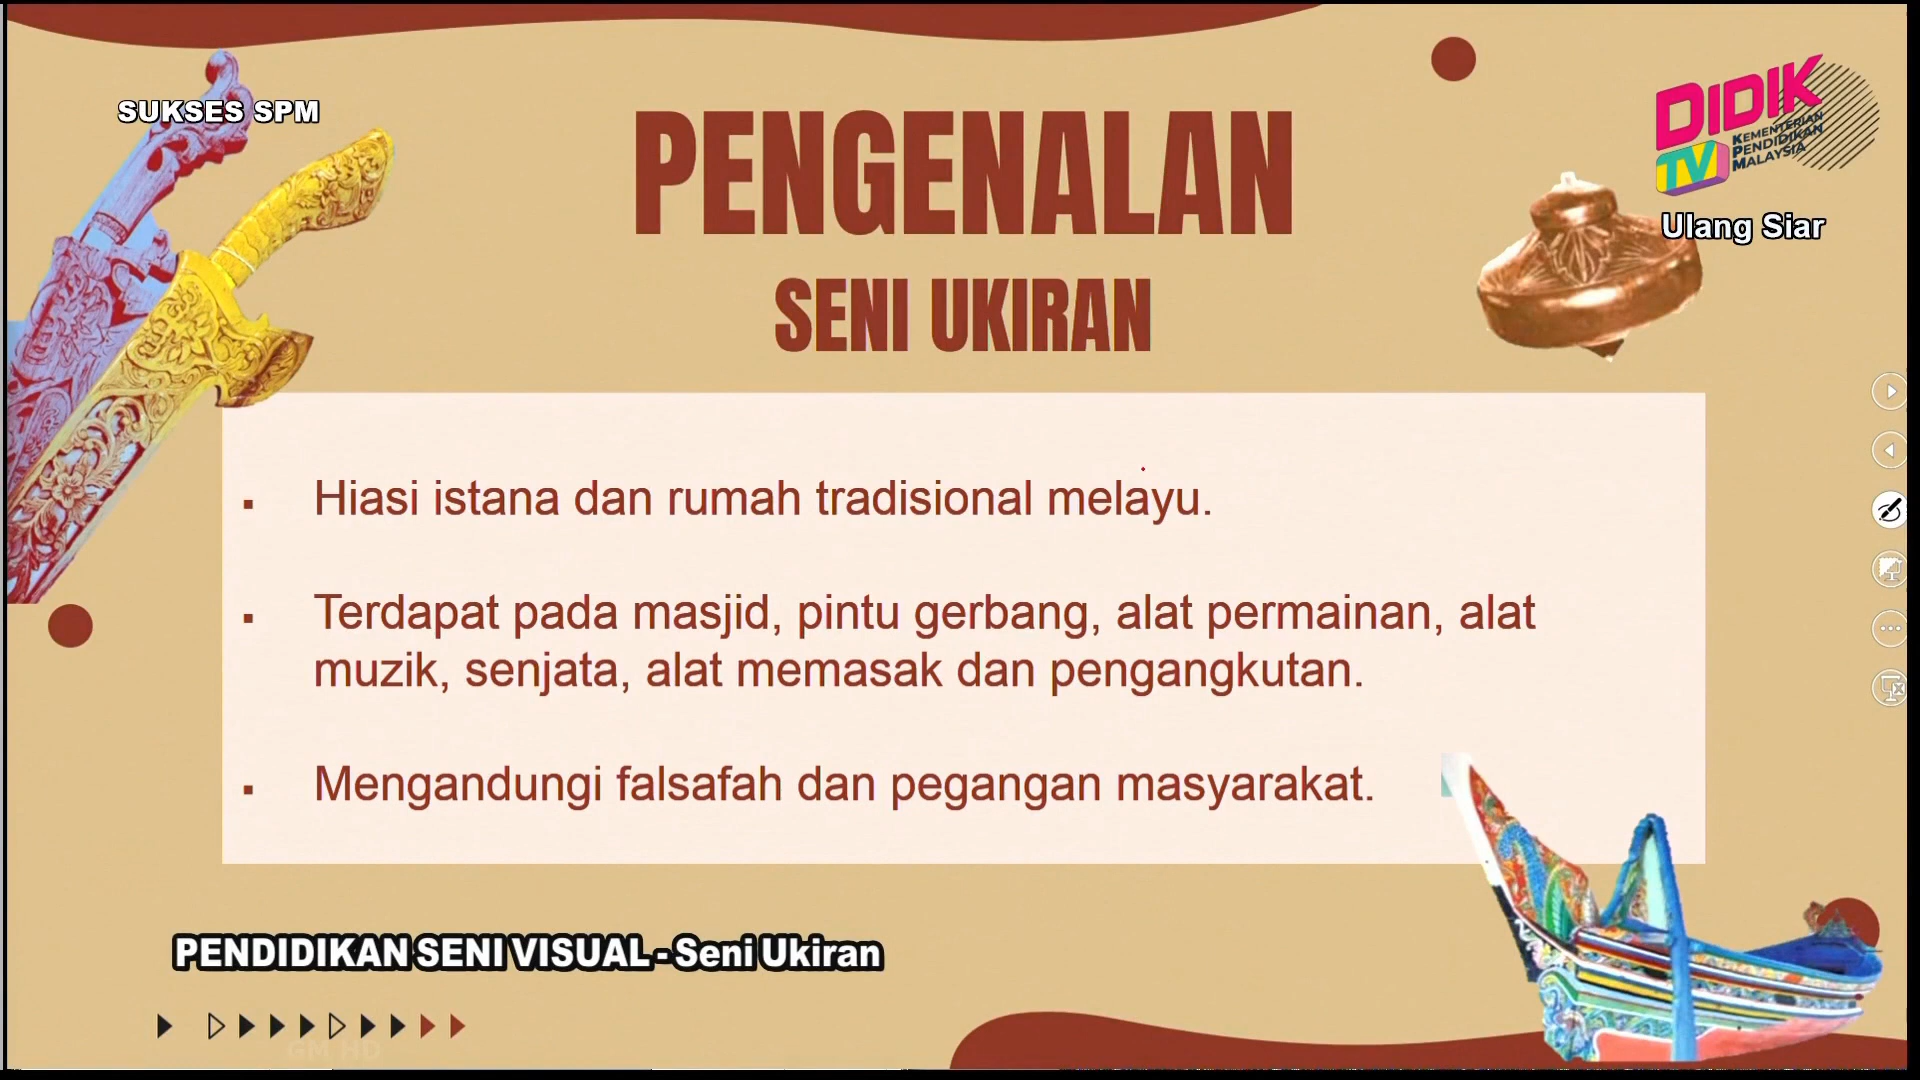 SUKSES SPM
DIDIK
TV
KEMENTERIAN
PENDIDIKAN
MALAYSIA
Ulang Siar
PENGENALAN
SENI UKIRAN
▪ Hiasi istana dan rumah tradisional melayu.
▪ Terdapat pada masjid, pintu gerbang, alat permainan, alat
muzik, senjata, alat memasak dan pengangkutan.
▪ Mengandungi falsafah dan pegangan masyarakat.
PENDIDIKAN SENI VISUAL - Seni Ukiran
GM HD